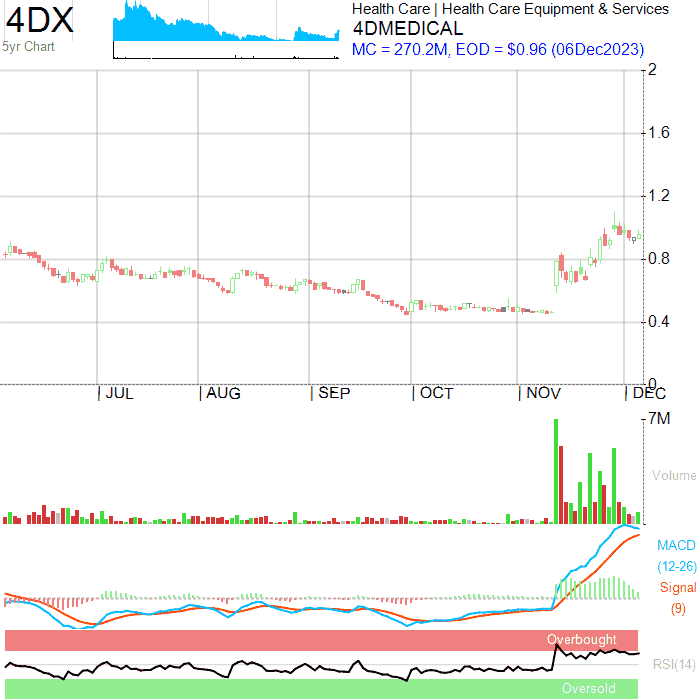 4DX
5yr Chart
Health Care | Health Care Equipment & Services
4DMEDICAL
MC = 270.2M, EOD = $0.96 (06Dec2023)
2
1.6
1.2
0.8
0.4
0
| JUL | AUG | SEP | OCT | NOV | DEC
7M
Volume
MACD
(12-26)
Signal
(9)
Overbought
RSI(14)
Oversold